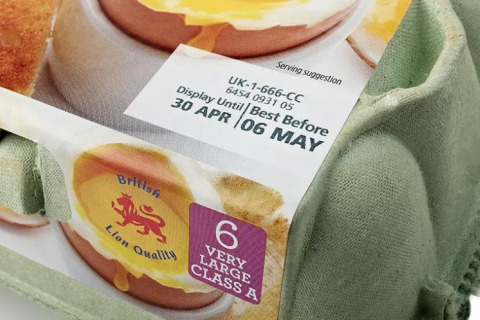 Serving suggestion
UK-1-666-CC
6454 0931 05
Display Until | Best Before
30 APR | 06 MAY
British
Lion Quality
6
VERY
LARGE
CLASS A